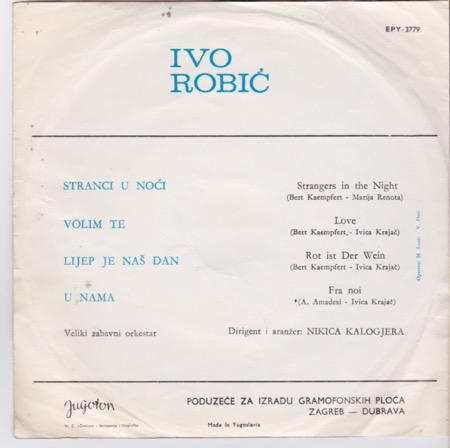 EPY-3779
IVO
ROBIĆ
STRANCI U NOĆI
Strangers in the Night
(Bert Kaempfert - Marija Renota)
VOLIM TE
Love
(Bert Kaempfert, - Ivica Krajač)
LIJEP JE NAŠ DAN
Rot ist Der Wein
(Bert Kaempfert - Ivica Krajač)
U NAMA
Fra noi
*(A. Amadesi - Ivica Krajač)
Veliki zabavni orkestar
Dirigent i aranžer: NIKICA KALOGJERA
Jugoton
PODUZEĆE ZA IZRADU GRAMOFONSKIH PLOČA
ZAGREB — DUBRAVA
Made in Yugoslavia